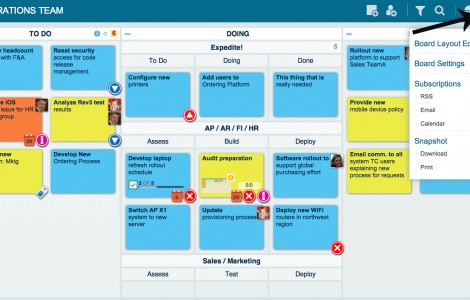 RATIONS TEAM
TO DO
DOING
DONE
6
Expedite!
5
To Do
Doing
Done
headcount
with F&A
Reset security
access for code
release
management
Configure new
printers
Add users to
Ordering Platform
This thing that is
really needed
Rollout new
platform to support
Sales TeamA
iOS
issue for HR
group
Analyze Rev3 test
results
Provide new
mobile device policy
AP / AR / FI / HR
Assess
Build
Deploy
new
: Mktg
Develop New
Ordering Process
Develop laptop
refresh rollout
schedule
Audit preparation
Software rollout to
support global
purchasing effort
Email comm. to all
system TC users
explaining new
process for requests
Switch AP X1
system to new
server
Update
provisioning process
Deploy new WiFi
routers in northwest
region
Sales / Marketing
Assess
Test
Deploy
Board Layout Ed
Board Settings
Subscriptions
RSS
Email
Calendar
Snapshot
Download
Print